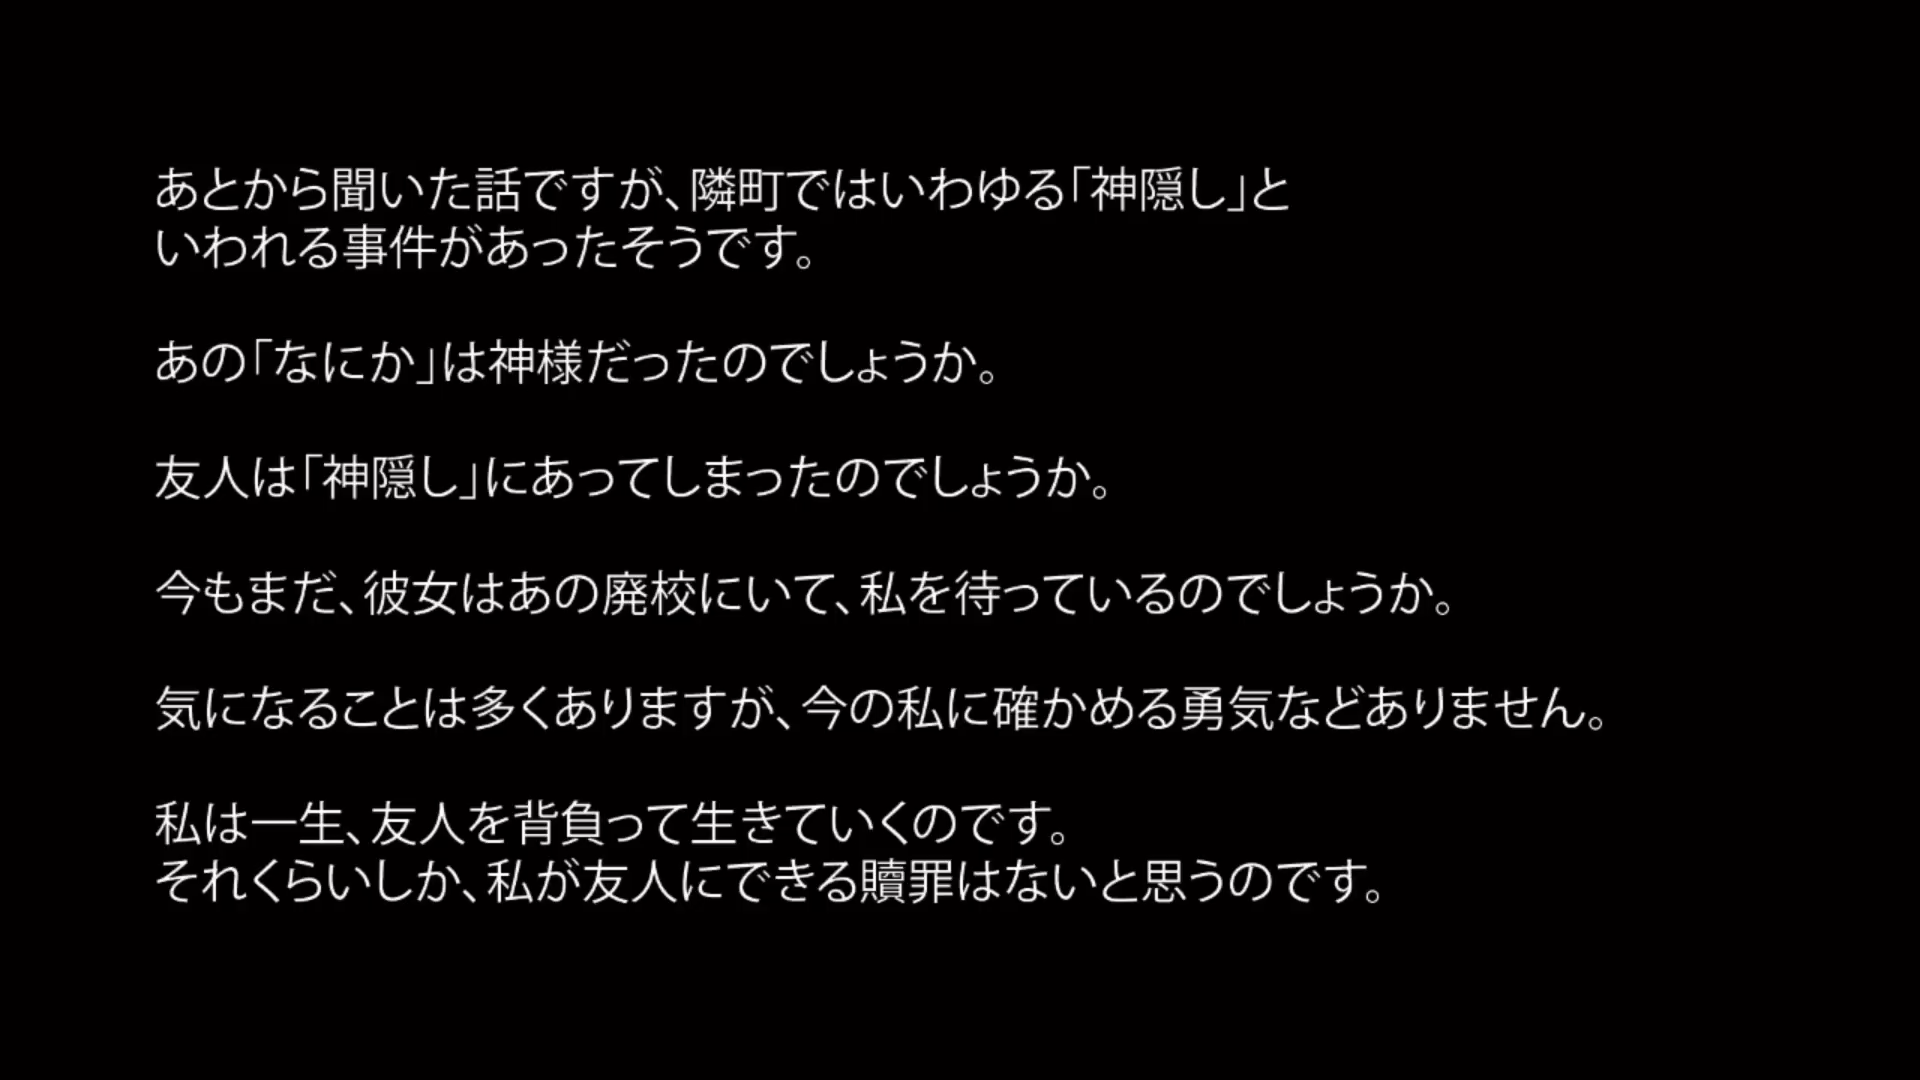 あとから聞いた話ですが、隣町ではいわゆる「神隠し」と
いわれる事件があったそうです。
あの「なにか」は神様だったのでしょうか。
友人は「神隠し」にあってしまったのでしょうか。
今もまだ、彼女はあの廃校にいて、私を待っているのでしょうか。
気になることは多くありますが、今の私に確かめる勇気などありません。
私は一生、友人を背負って生きていくのです。
それくらいしか、私が友人にできる贖罪はないと思うのです。